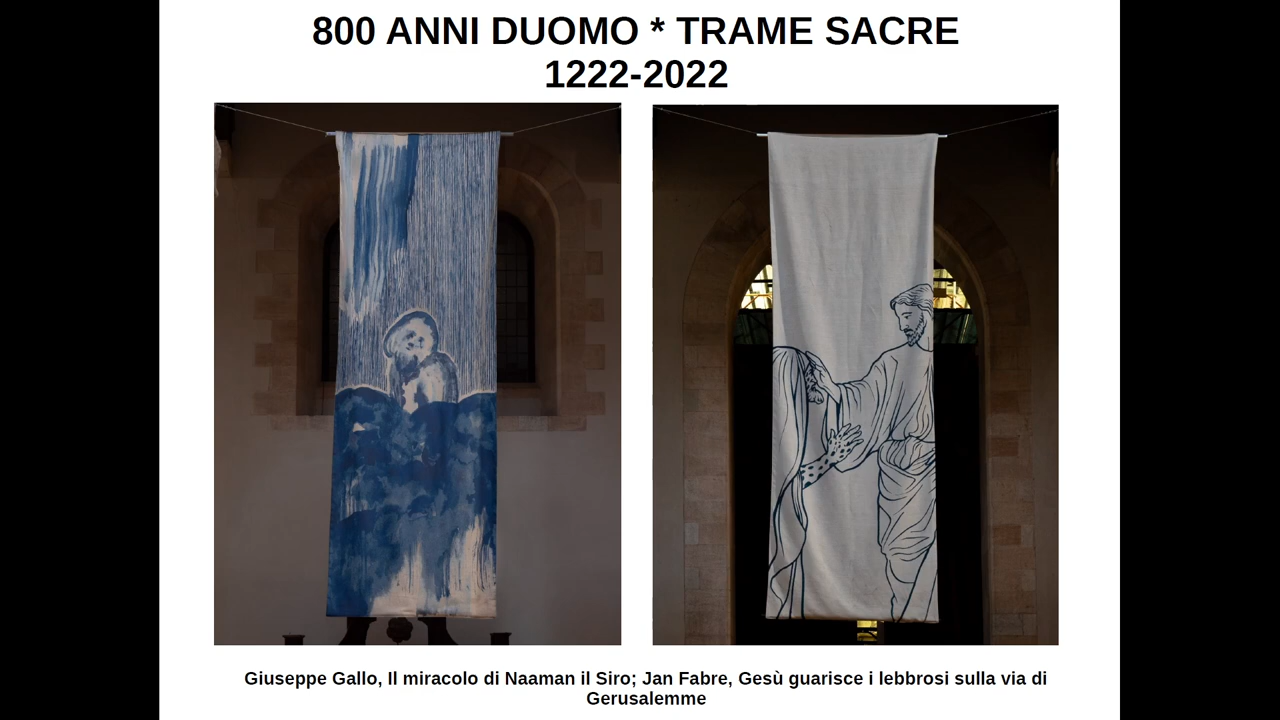 800 ANNI DUOMO * TRAME SACRE
1222-2022
Giuseppe Gallo, Il miracolo di Naaman il Siro; Jan Fabre, Gesù guarisce i lebbrosi sulla via di
Gerusalemme